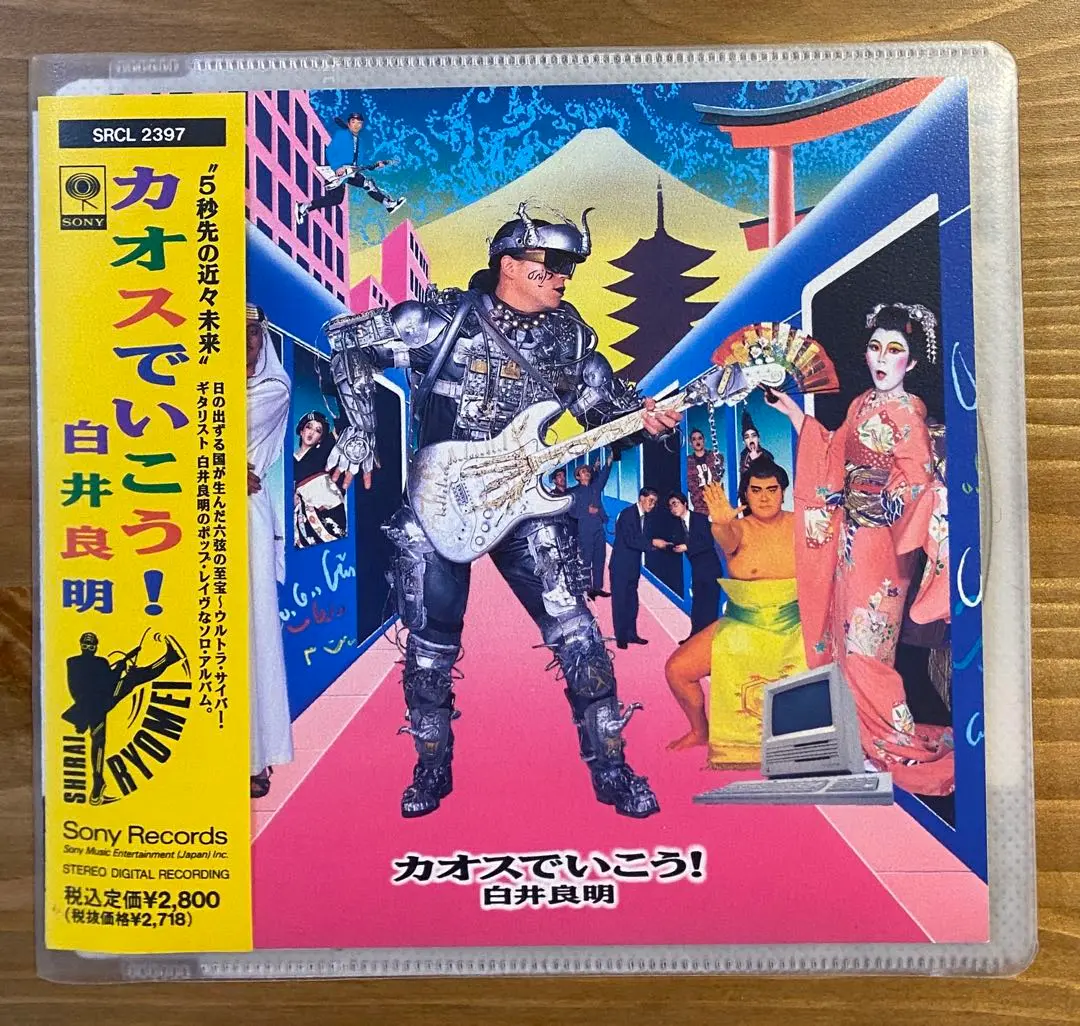 SRCL 2397
SONY
カオスでいこう!
白井良明
"5秒先の近々未来"
日の出ずる国が生んだ六弦の至宝〜ウルトラ・サイバー・
ギタリスト 白井良明のポップ・レイヴなソロ・アルバム。
SHIRAI
RYOMEI
Sony Records
Sony Music Entertainment (Japan) Inc.
STEREO DIGITAL RECORDING
税込定価¥2,800
(税抜価格¥2,718)
カオスでいこう!
白井良明